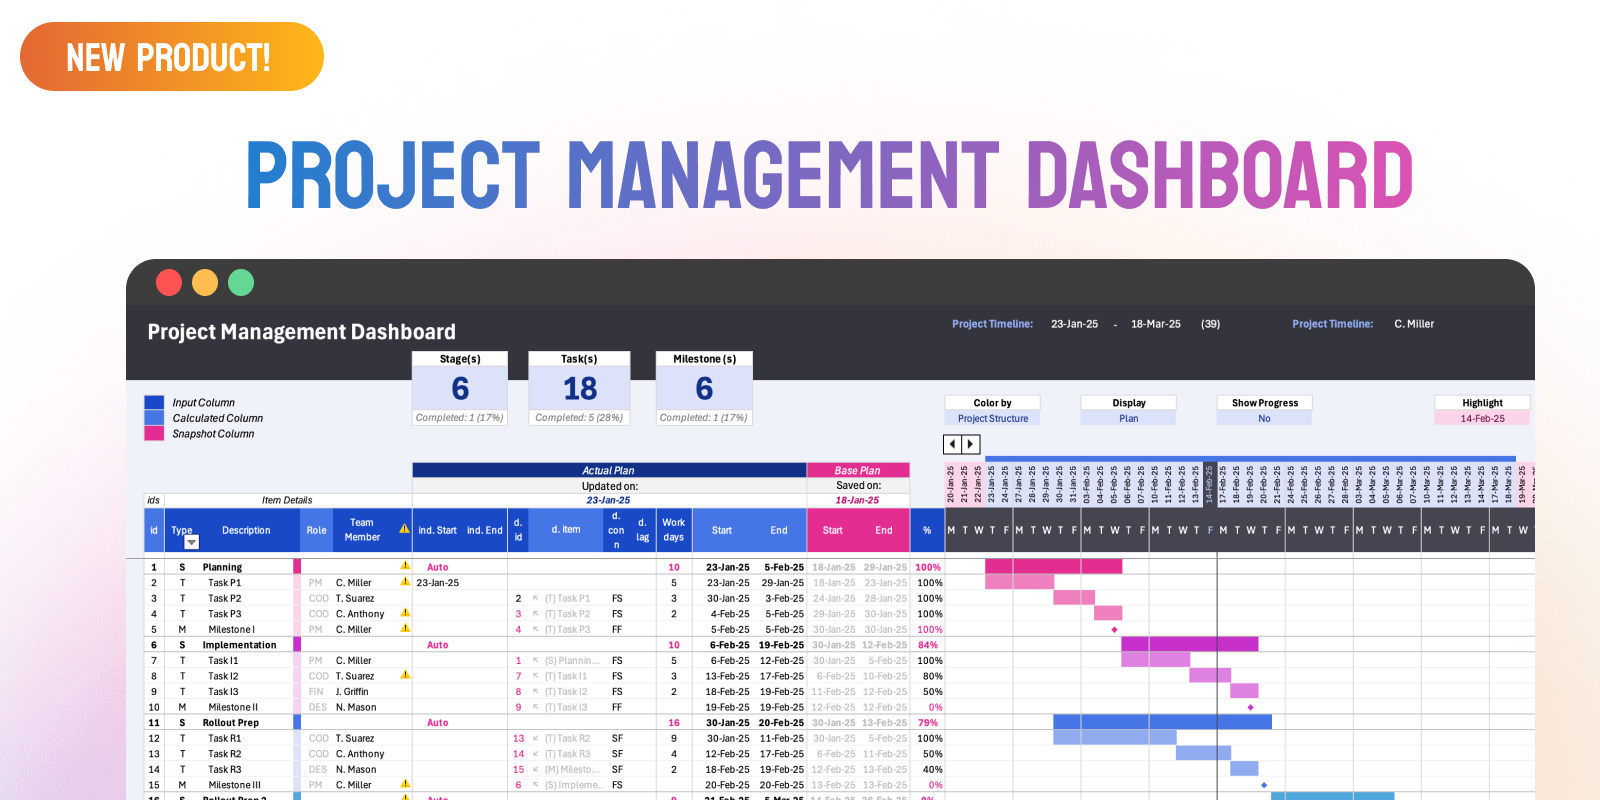 NEW PRODUCT!
PROJECT MANAGEMENT DASHBOARD
Project Management Dashboard
Project Timeline: 23-Jan-25 - 18-Mar-25 (39) Project Timeline: C. Miller
Stage(s) Task(s) Milestone (s)
6 18 6
Completed: 1 (17%) Completed: 5 (28%) Completed: 1 (17%)
Input Column
Calculated Column
Snapshot Column
Color by Display Show Progress Highlight
Project Structure Plan No 14-Feb-25
Actual Plan Base Plan
Updated on: Saved on:
ids Item Details 23-Jan-25 18-Jan-25
20-Jan-25 21-Jan-25 22-Jan-25 23-Jan-25 24-Jan-25 27-Jan-25 28-Jan-25 29-Jan-25 30-Jan-25 31-Jan-25 03-Feb-25 04-Feb-25 05-Feb-25 06-Feb-25 07-Feb-25 10-Feb-25 11-Feb-25 12-Feb-25 13-Feb-25 14-Feb-25 17-Feb-25 18-Feb-25 19-Feb-25 20-Feb-25 21-Feb-25 24-Feb-25 25-Feb-25 26-Feb-25 27-Feb-25 28-Feb-25 03-Mar-25 04-Mar-25 05-Mar-25 06-Mar-25 07-Mar-25 10-Mar-25 11-Mar-25 12-Mar-25 13-Mar-25 14-Mar-25 17-Mar-25 18-Mar-25 19-Mar-25
id Type Description Role Team Member ind. Start ind. End d. id d. item d. con n d. lag Work days Start End Start End % M T W T F M T W T F M T W T F M T W T F M T W T F M T W T F M T W T F M T W T F M T W
1 S Planning Auto 10 23-Jan-25 5-Feb-25 18-Jan-25 29-Jan-25 100%
2 T Task P1 PM C. Miller 23-Jan-25 5 23-Jan-25 29-Jan-25 18-Jan-25 23-Jan-25 100%
3 T Task P2 COD T. Suarez 2 (T) Task P1 FS 3 30-Jan-25 3-Feb-25 24-Jan-25 28-Jan-25 100%
4 T Task P3 COD C. Anthony 3 (T) Task P2 FS 2 4-Feb-25 5-Feb-25 29-Jan-25 30-Jan-25 100%
5 M Milestone I PM C. Miller 4 (T) Task P3 FF 5-Feb-25 5-Feb-25 30-Jan-25 30-Jan-25 100%
6 S Implementation Auto 10 6-Feb-25 19-Feb-25 30-Jan-25 12-Feb-25 84%
7 T Task I1 PM C. Miller 1 (S) Plannin... FS 5 6-Feb-25 12-Feb-25 30-Jan-25 5-Feb-25 100%
8 T Task I2 COD T. Suarez 7 (T) Task I1 FS 3 13-Feb-25 17-Feb-25 6-Feb-25 10-Feb-25 80%
9 T Task I3 FIN J. Griffin 8 (T) Task I2 FS 2 18-Feb-25 19-Feb-25 11-Feb-25 12-Feb-25 50%
10 M Milestone II DES N. Mason 9 (T) Task I3 FF 19-Feb-25 19-Feb-25 12-Feb-25 12-Feb-25 0%
11 S Rollout Prep Auto 16 30-Jan-25 20-Feb-25 30-Jan-25 13-Feb-25 79%
12 T Task R1 COD T. Suarez 13 (T) Task R2 SF 9 30-Jan-25 11-Feb-25 30-Jan-25 5-Feb-25 100%
13 T Task R2 COD C. Anthony 14 (T) Task R3 SF 4 12-Feb-25 17-Feb-25 6-Feb-25 11-Feb-25 50%
14 T Task R3 DES N. Mason 15 (M) Milesto... SF 2 18-Feb-25 19-Feb-25 12-Feb-25 13-Feb-25 40%
15 M Milestone III PM C. Miller 6 (S) Impleme... FS 20-Feb-25 20-Feb-25 13-Feb-25 13-Feb-25 0%